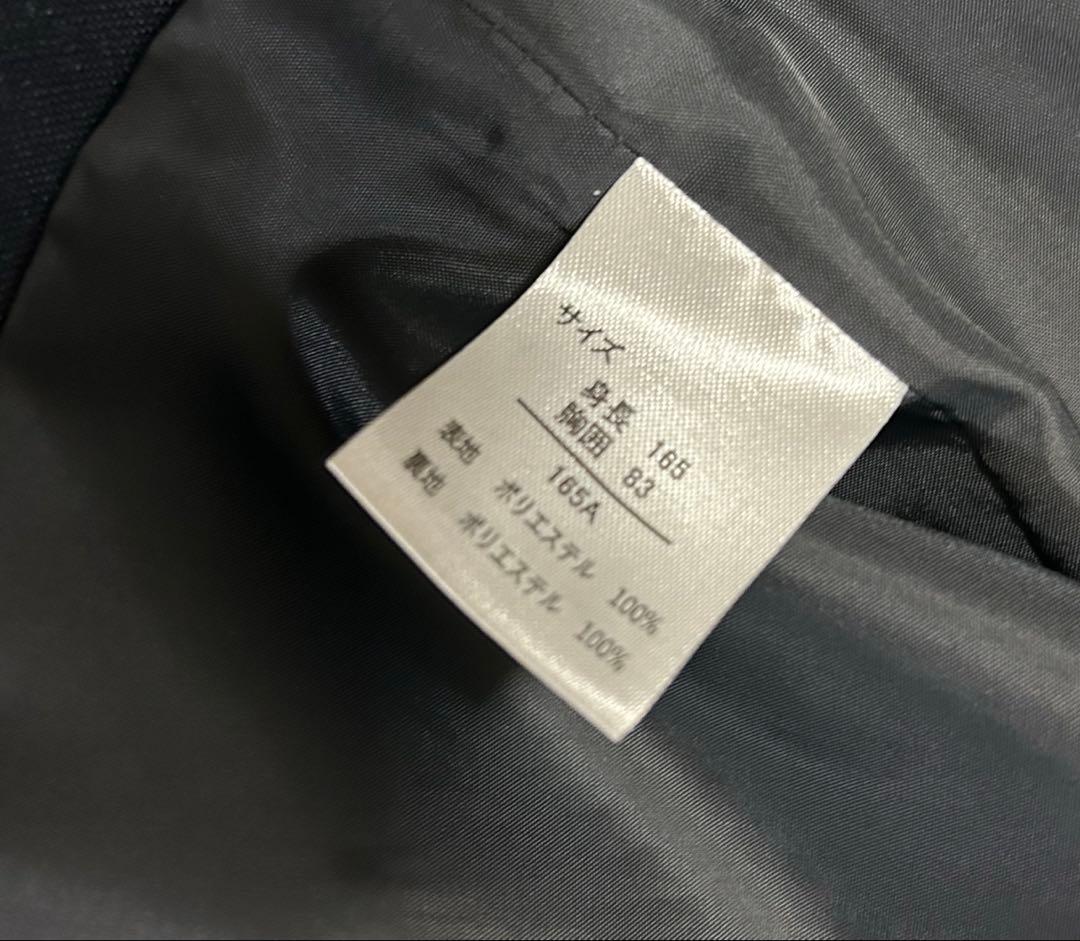 サイズ
身長 165
胸囲 83
165A
表地 ポリエステル 100%
裏地 ポリエステル 100%